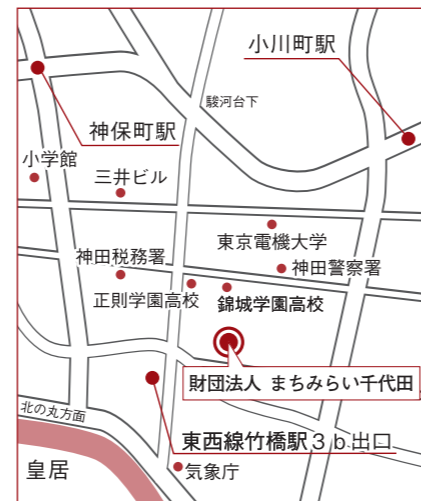 小川町駅
駿河台下
神保町駅
小学館
三井ビル
東京電機大学
神田税務署
神田警察署
正則学園高校
錦城学園高校
財団法人 まちみらい千代田
北の丸方面
東西線竹橋駅3b出口
皇居
気象庁